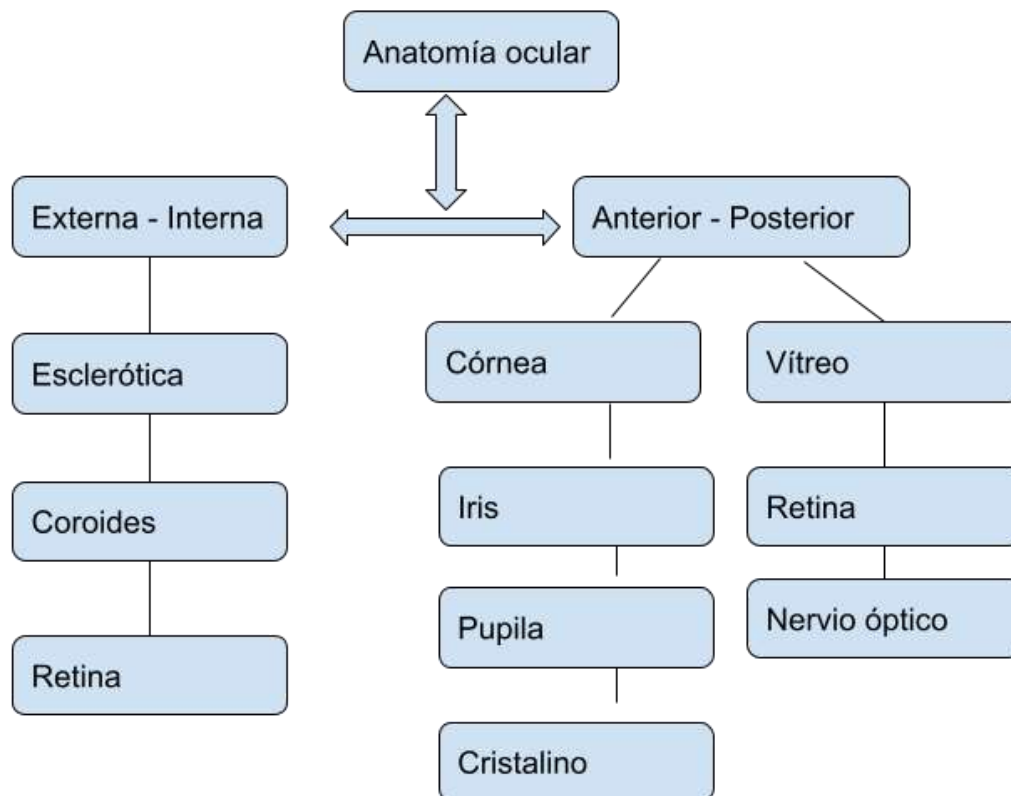 Anatomía ocular
Externa - Interna
Anterior - Posterior
Esclerótica
Córnea
Vítreo
Coroides
Iris
Retina
Pupila
Nervio óptico
Retina
Cristalino